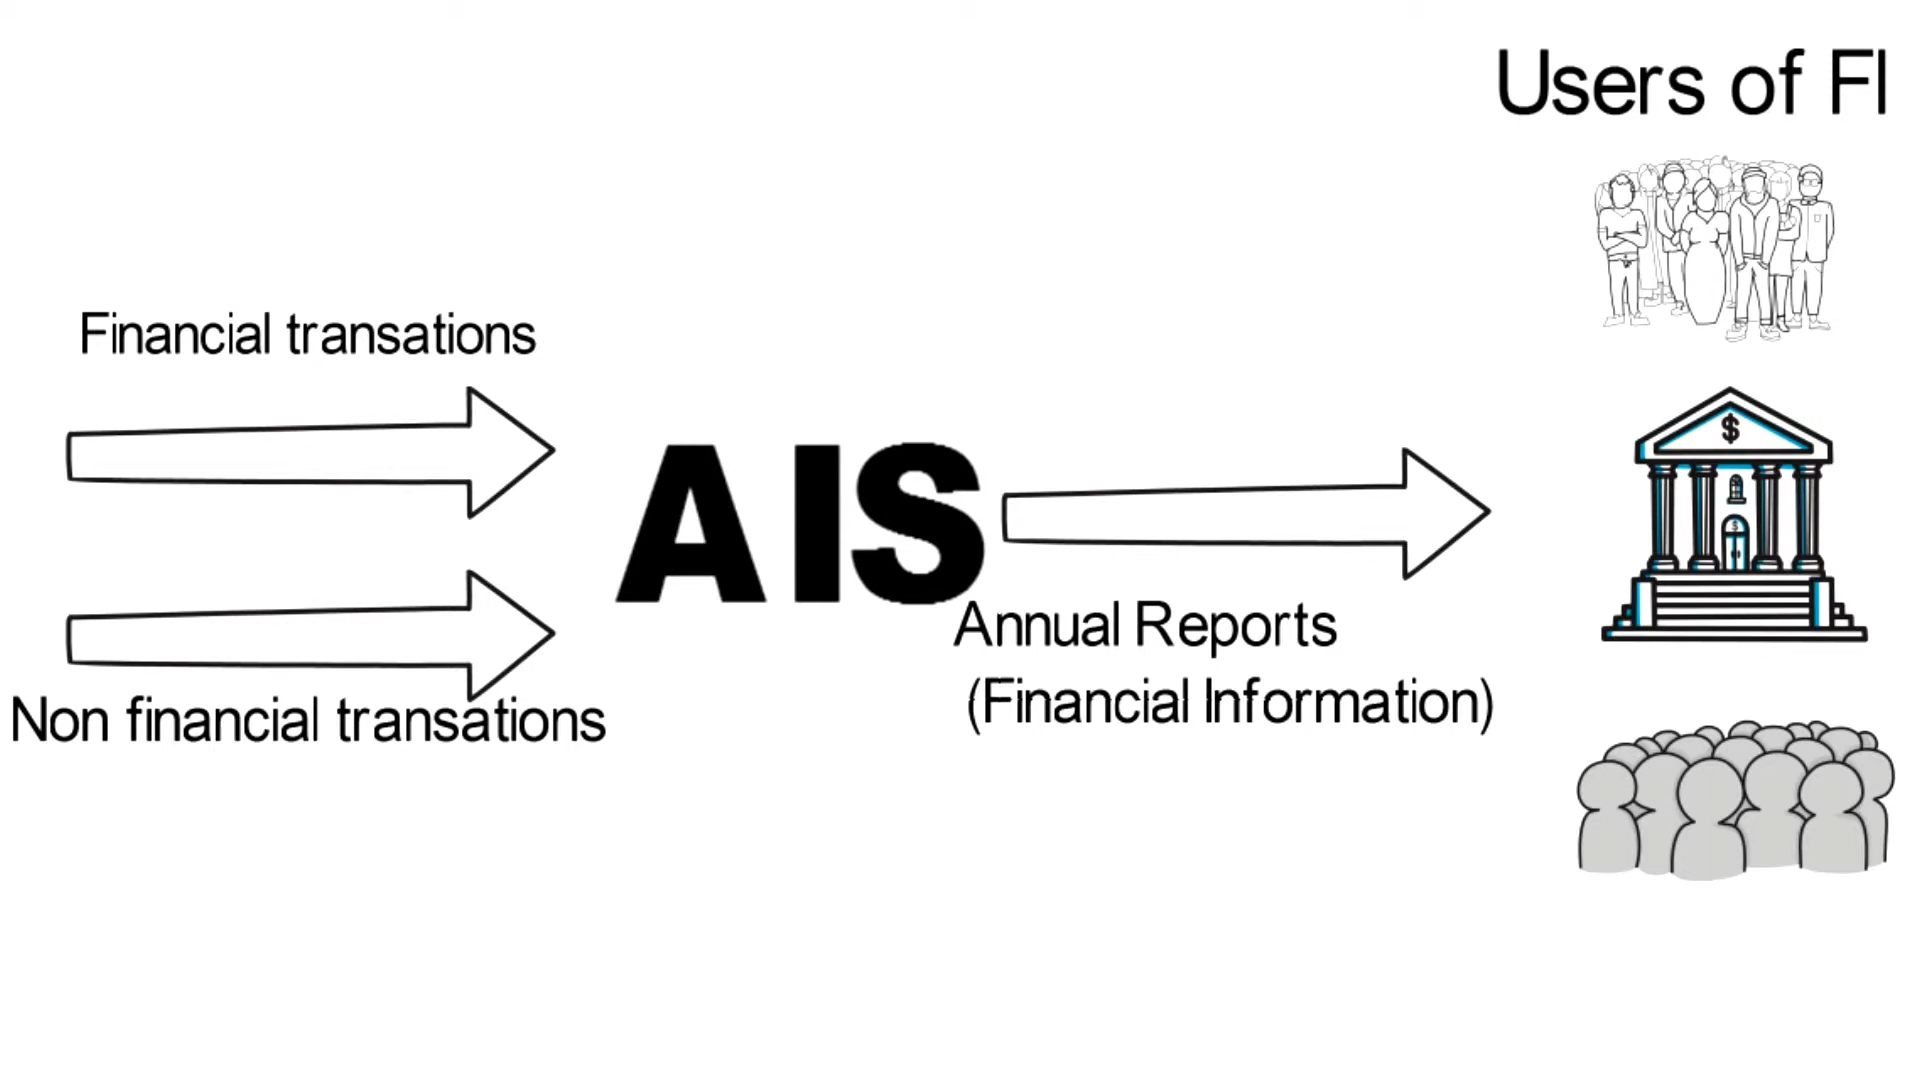 Users of FI
Financial transations
AIS
Non financial transations
Annual Reports
(Financial Information)
$
$